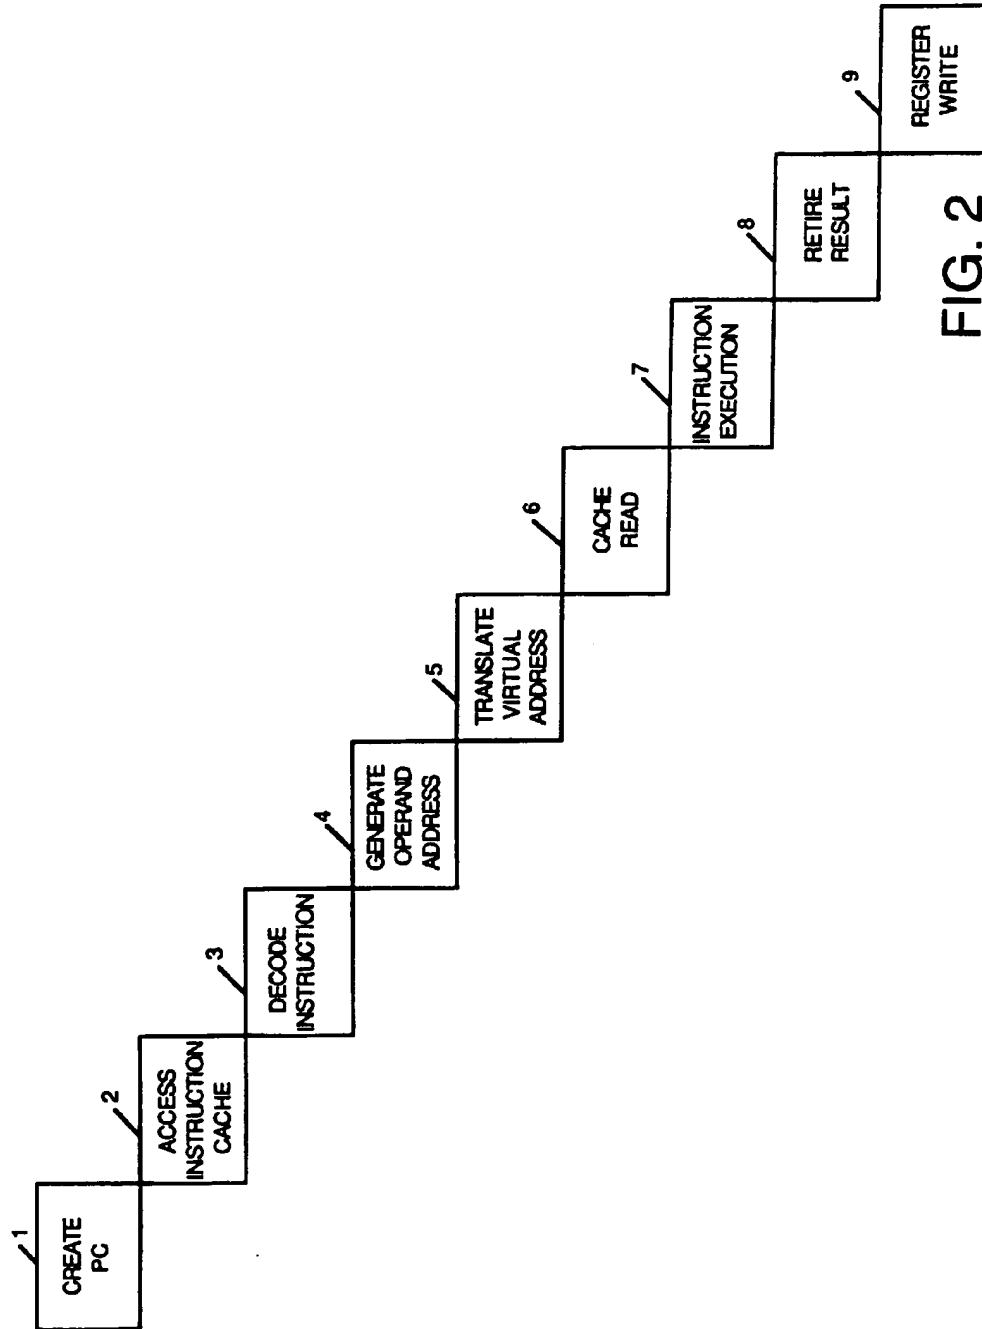 1
CREATE
PC
2
ACCESS
INSTRUCTION
CACHE
3
DECODE
INSTRUCTION
4
GENERATE
OPERAND
ADDRESS
5
TRANSLATE
VIRTUAL
ADDRESS
6
CACHE
READ
7
INSTRUCTION
EXECUTION
8
RETIRE
RESULT
9
REGISTER
WRITE
FIG. 2